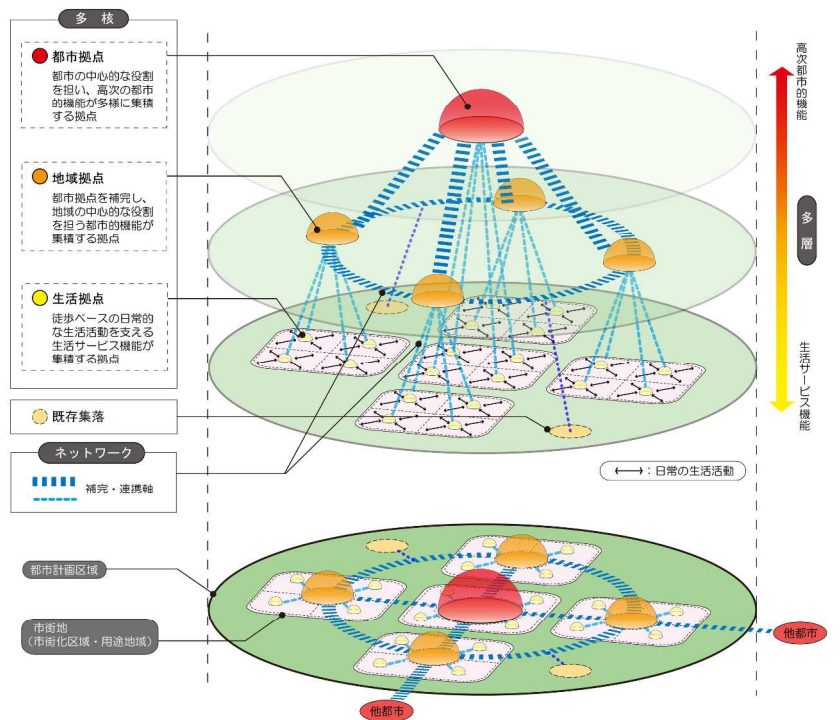 多 核
都市拠点
都市の中心的な役割
を担い、高次の都市
的機能が多様に集積
する拠点
地域拠点
都市拠点を補完し、
地域の中心的な役割
を担う都市的機能が
集積する拠点
生活拠点
徒歩ベースの日常的
な生活活動を支える
生活サービス機能が
集積する拠点
既存集落
ネットワーク
補完・連携軸
高次都市的機能
多層
生活サービス機能
:日常の生活活動
都市計画区域
市街地
(市街化区域・用途地域)
他都市
他都市